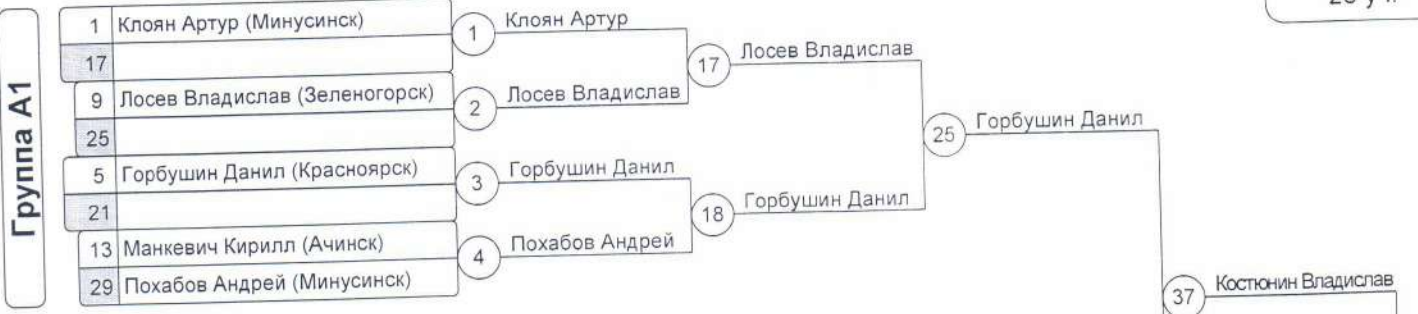 Группа А1
1 Клоян Артур (Минусинск)
17
9 Лосев Владислав (Зеленогорск)
25
5 Горбушин Данил (Красноярск)
21
13 Манкевич Кирилл (Ачинск)
29 Похабов Андрей (Минусинск)
1 Клоян Артур
2 Лосев Владислав
3 Горбушин Данил
4 Похабов Андрей
17 Лосев Владислав
18 Горбушин Данил
25 Горбушин Данил
37 Костюнин Владислав